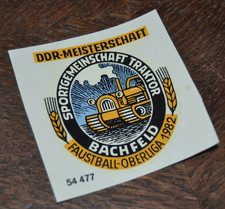 DDR-MEISTERSCHAFT
SPORTGEMEINSCHAFT TRAKTOR
BACHFELD
FAUSTBALL-OBERLIGA 1982
54 477